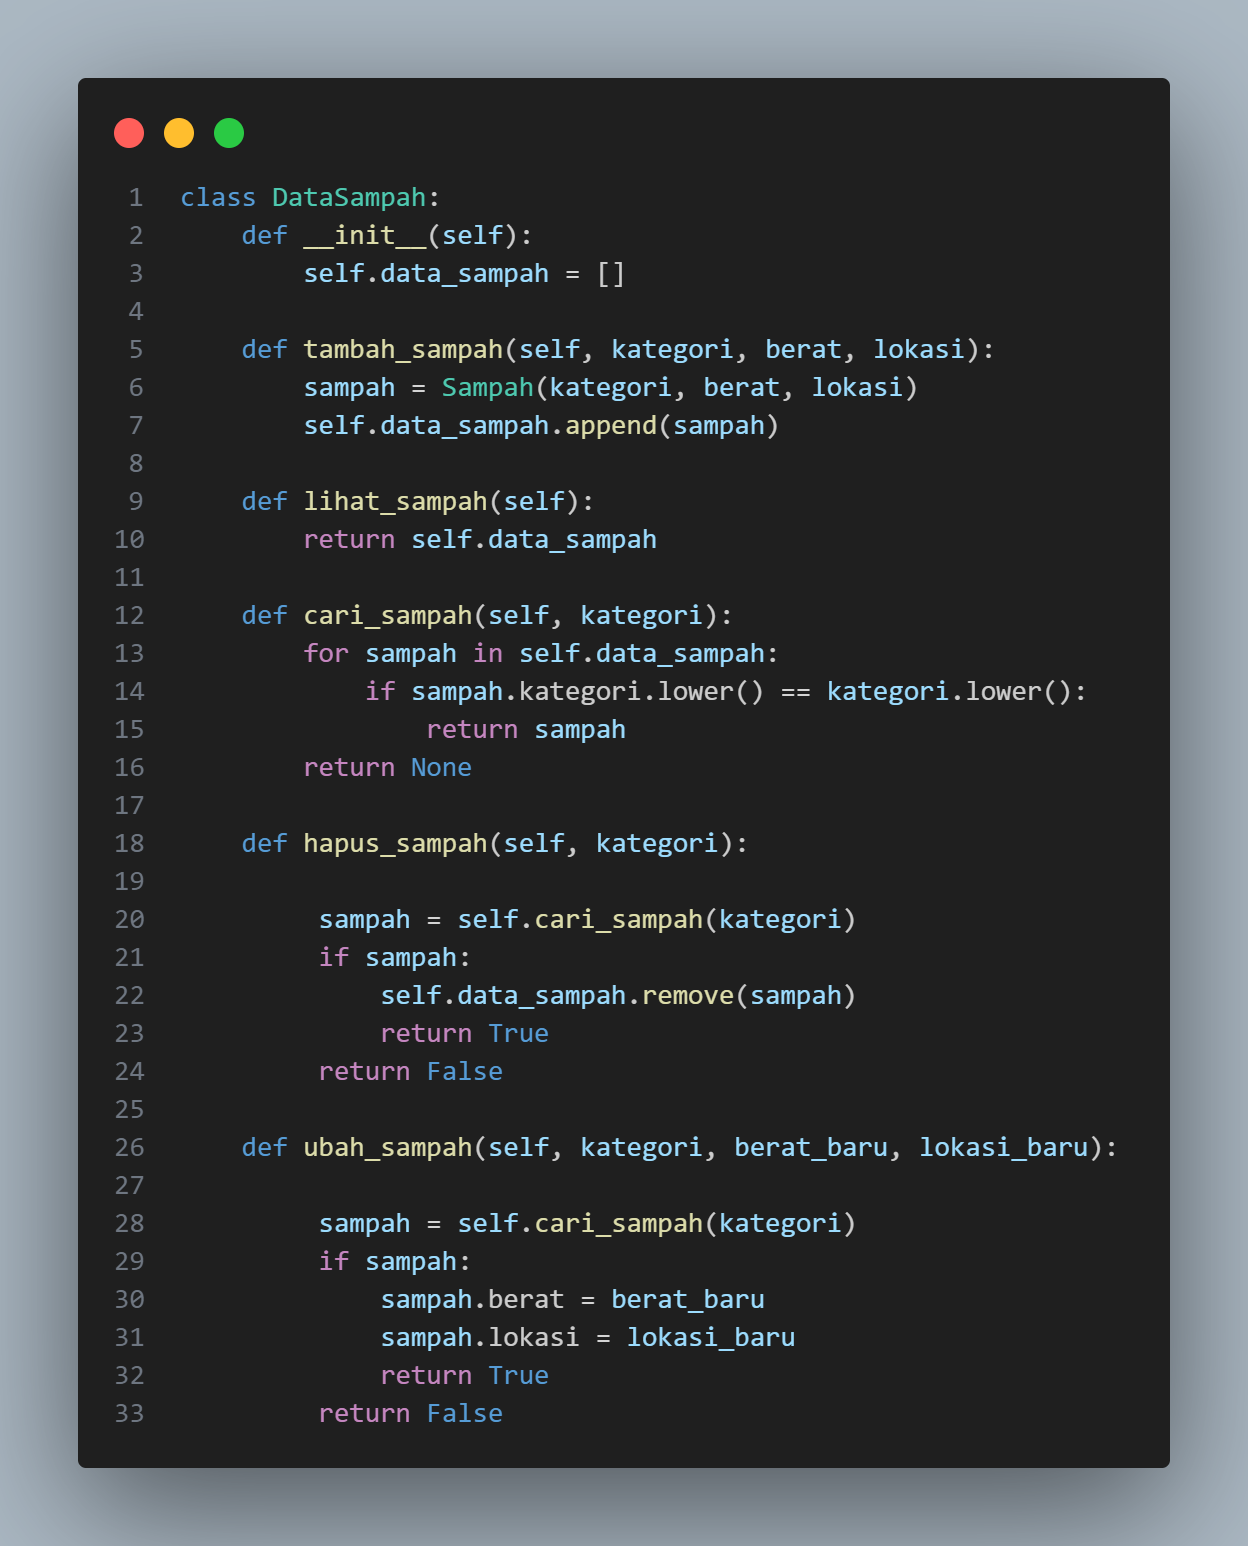 1 class DataSampah:
2     def __init__(self):
3         self.data_sampah = []
4
5     def tambah_sampah(self, kategori, berat, lokasi):
6         sampah = Sampah(kategori, berat, lokasi)
7         self.data_sampah.append(sampah)
8
9     def lihat_sampah(self):
10         return self.data_sampah
11
12     def cari_sampah(self, kategori):
13         for sampah in self.data_sampah:
14             if sampah.kategori.lower() == kategori.lower():
15                 return sampah
16         return None
17
18     def hapus_sampah(self, kategori):
19
20          sampah = self.cari_sampah(kategori)
21          if sampah:
22              self.data_sampah.remove(sampah)
23              return True
24          return False
25
26     def ubah_sampah(self, kategori, berat_baru, lokasi_baru):
27
28          sampah = self.cari_sampah(kategori)
29          if sampah:
30              sampah.berat = berat_baru
31              sampah.lokasi = lokasi_baru
32              return True
33          return False